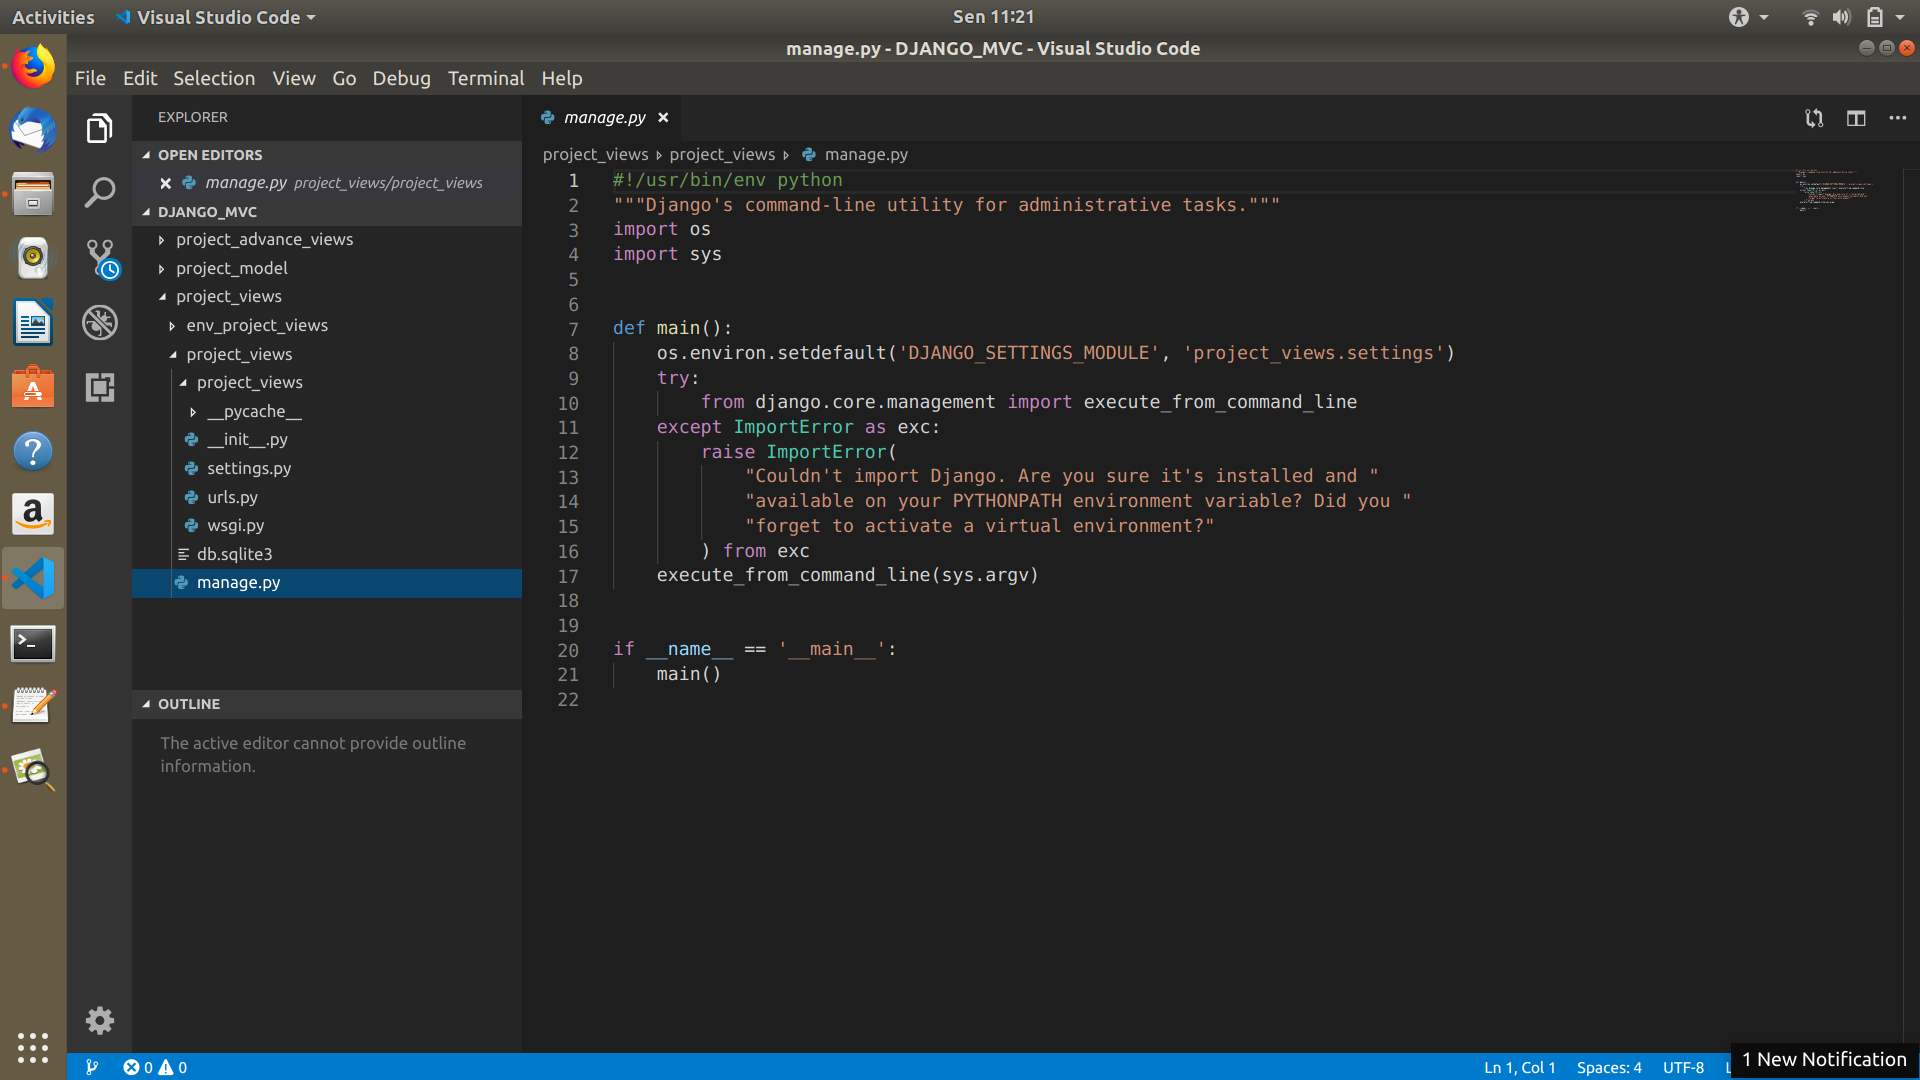 Activities Visual Studio Code Sen 11:21
manage.py - DJANGO_MVC - Visual Studio Code
File Edit Selection View Go Debug Terminal Help
EXPLORER
OPEN EDITORS
manage.py project_views/project_views
DJANGO_MVC
project_advance_views
project_model
project_views
env_project_views
project_views
project_views
__pycache__
__init__.py
settings.py
urls.py
wsgi.py
db.sqlite3
manage.py
OUTLINE
The active editor cannot provide outline
information.
manage.py
project_views project_views manage.py
1 #!/usr/bin/env python
2 """Django's command-line utility for administrative tasks."""
3 import os
4 import sys
5
6
7 def main():
8 os.environ.setdefault('DJANGO_SETTINGS_MODULE', 'project_views.settings')
9 try:
10 from django.core.management import execute_from_command_line
11 except ImportError as exc:
12 raise ImportError(
13 "Couldn't import Django. Are you sure it's installed and "
14 "available on your PYTHONPATH environment variable? Did you "
15 "forget to activate a virtual environment?"
16 ) from exc
17 execute_from_command_line(sys.argv)
18
19
20 if __name__ == '__main__':
21 main()
22
0 0 Ln 1, Col 1 Spaces: 4 UTF-8
1 New Notification